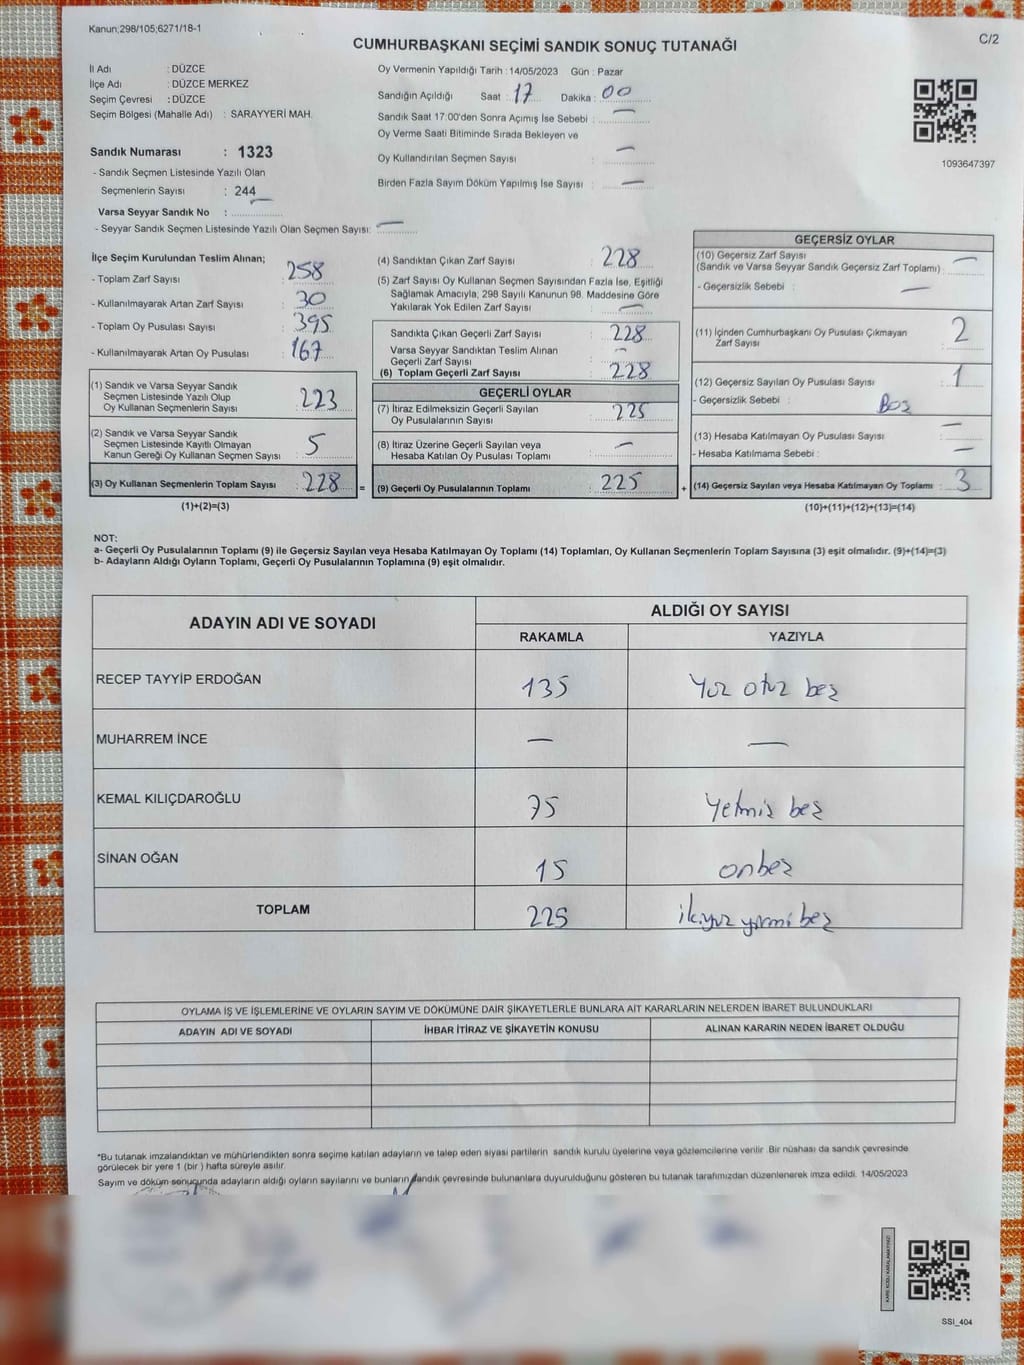 Kanun;298/105;6271/18-1
C/2
CUMHURBAŞKANI SEÇİMİ SANDIK SONUÇ TUTANAĞI
İl Adı : DÜZCE
İlçe Adı : DÜZCE MERKEZ
Seçim Çevresi : DÜZCE
Seçim Bölgesi (Mahalle Adı) : SARAYYERİ MAH.
Sandık Numarası : 1323
- Sandık Seçmen Listesinde Yazılı Olan
Seçmenlerin Sayısı : 244
Varsa Seyyar Sandık No :
- Seyyar Sandık Seçmen Listesinde Yazılı Olan Seçmen Sayısı: —
Oy Vermenin Yapıldığı Tarih : 14/05/2023 Gün : Pazar
Sandığın Açıldığı Saat : 17 Dakika : 00
Sandık Saat 17:00'den Sonra Açımış İse Sebebi : —
Oy Verme Saati Bitiminde Sırada Bekleyen ve
Oy Kullandırılan Seçmen Sayısı : —
Birden Fazla Sayım Döküm Yapılmış İse Sayısı : —
1093647397
İlçe Seçim Kurulundan Teslim Alınan;
- Toplam Zarf Sayısı : 258
- Kullanılmayarak Artan Zarf Sayısı : 30
- Toplam Oy Pusulası Sayısı : 395
- Kullanılmayarak Artan Oy Pusulası : 167
(1) Sandık ve Varsa Seyyar Sandık
Seçmen Listesinde Yazılı Olup
Oy Kullanan Seçmenlerin Sayısı : 223
(2) Sandık ve Varsa Seyyar Sandık
Seçmen Listesinde Kayıtlı Olmayan
Kanun Gereği Oy Kullanan Seçmen Sayısı : 5
(3) Oy Kullanan Seçmenlerin Toplam Sayısı : 228 =
(1)+(2)=(3)
(4) Sandıktan Çıkan Zarf Sayısı : 228
(5) Zarf Sayısı Oy Kullanan Seçmen Sayısından Fazla İse, Eşitliği
Sağlamak Amacıyla, 298 Sayılı Kanunun 98. Maddesine Göre
Yakılarak Yok Edilen Zarf Sayısı : —
Sandıkta Çıkan Geçerli Zarf Sayısı : 228
Varsa Seyyar Sandıktan Teslim Alınan
Geçerli Zarf Sayısı : —
(6) Toplam Geçerli Zarf Sayısı : 228
GEÇERLİ OYLAR
(7) İtiraz Edilmeksizin Geçerli Sayılan
Oy Pusulalarının Sayısı : 225
(8) İtiraz Üzerine Geçerli Sayılan veya
Hesaba Katılan Oy Pusulası Toplamı : —
(9) Geçerli Oy Pusulalarının Toplamı : 225 +
GEÇERSİZ OYLAR
(10) Geçersiz Zarf Sayısı
(Sandık ve Varsa Seyyar Sandık Geçersiz Zarf Toplamı) : —
- Geçersizlik Sebebi : —
(11) İçinden Cumhurbaşkanı Oy Pusulası Çıkmayan
Zarf Sayısı : 2
(12) Geçersiz Sayılan Oy Pusulası Sayısı : 1
- Geçersizlik Sebebi : Boş
(13) Hesaba Katılmayan Oy Pusulası Sayısı : —
- Hesaba Katılmama Sebebi : —
(14) Geçersiz Sayılan veya Hesaba Katılmayan Oy Toplamı : 3
(10)+(11)+(12)+(13)=(14)
NOT:
a- Geçerli Oy Pusulalarının Toplamı (9) ile Geçersiz Sayılan veya Hesaba Katılmayan Oy Toplamı (14) Toplamları, Oy Kullanan Seçmenlerin Toplam Sayısına (3) eşit olmalıdır. (9)+(14)=(3)
b- Adayların Aldığı Oyların Toplamı, Geçerli Oy Pusulalarının Toplamına (9) eşit olmalıdır.
ADAYIN ADI VE SOYADI
ALDIĞI OY SAYISI
RAKAMLA YAZIYLA
RECEP TAYYİP ERDOĞAN 135 Yüz otuz beş
MUHARREM İNCE — —
KEMAL KILIÇDAROĞLU 75 Yetmiş beş
SİNAN OĞAN 15 onbeş
TOPLAM 225 ikiyüz yirmi beş
OYLAMA İŞ VE İŞLEMLERİNE VE OYLARIN SAYIM VE DÖKÜMÜNE DAİR ŞİKAYETLERLE BUNLARA AİT KARARLARIN NELERDEN İBARET BULUNDUKLARI
ADAYIN ADI VE SOYADI İHBAR İTİRAZ VE ŞİKAYETİN KONUSU ALINAN KARARIN NEDEN İBARET OLDUĞU
*Bu tutanak imzalandıktan ve mühürlendikten sonra seçime katılan adayların ve talep eden siyasi partilerin sandık kurulu üyelerine veya gözlemcilerine verilir. Bir nüshası da sandık çevresinde
görülecek bir yere 1 (bir ) hafta süreyle asılır.
Sayım ve döküm sonucunda adayların aldığı oyların sayılarını ve bunların sandık çevresinde bulunanlara duyurulduğunu gösteren bu tutanak tarafımızdan düzenlenerek imza edildi. 14/05/2023
KARE KODU KARALAMAYINIZ!
SSI_404